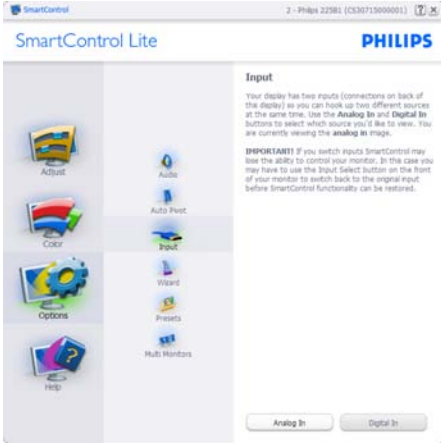 SmartControl
2 - Philips 225B1 (CS30715000001)
SmartControl Lite
PHILIPS
Adjust
Color
Options
Help
Audio
Auto Pivot
Input
Wizard
Presets
Multi Monitors
Input
Your display has two inputs (connections on back of
the display) so you can hook up two different sources
at the same time. Use the Analog In and Digital In
buttons to select which source you'd like to view. You
are currently viewing the analog in image.
IMPORTANT! If you switch inputs SmartControl may
lose the ability to control your monitor. In this case you
may have to use the Input Select button on the front
of your monitor to switch back to the original input
before SmartControl functionality can be restored.
Analog In
Digital In